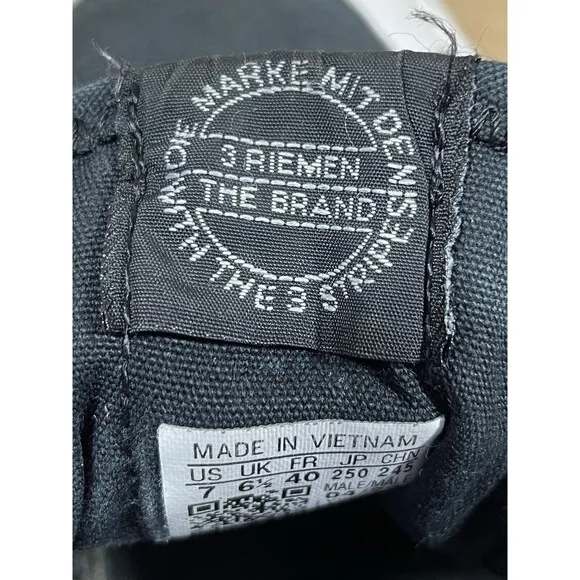 DIE MARKE MIT DEN
3 RIEMEN
THE BRAND
WITH THE 3 STRIPES
MADE IN VIETNAM
US UK FR JP CHN
7 6½ 40 250 245
MALE/MALE